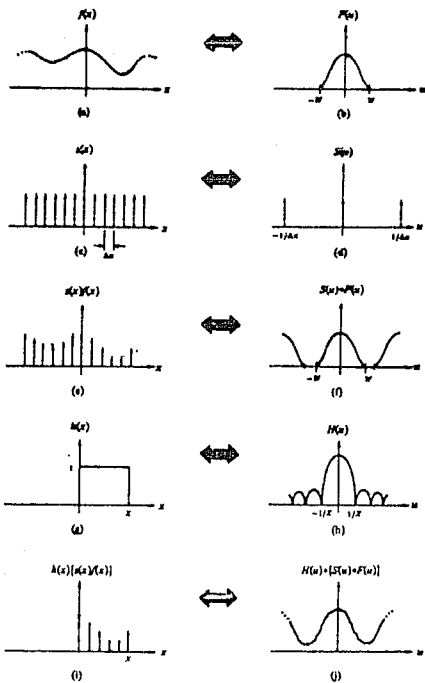 f(x) F(u)
x -W W u
(a) (b)
s(x) S(u)
x -1/Δx 1/Δx u
(c) (d)
Δx
s(x)f(x) S(u)*F(u)
x -W W u
(e) (f)
h(x) H(u)
1
X x -1/X 1/X u
(g) (h)
h(x)[s(x)f(x)] H(u)*[S(u)*F(u)]
X x u
(i) (j)